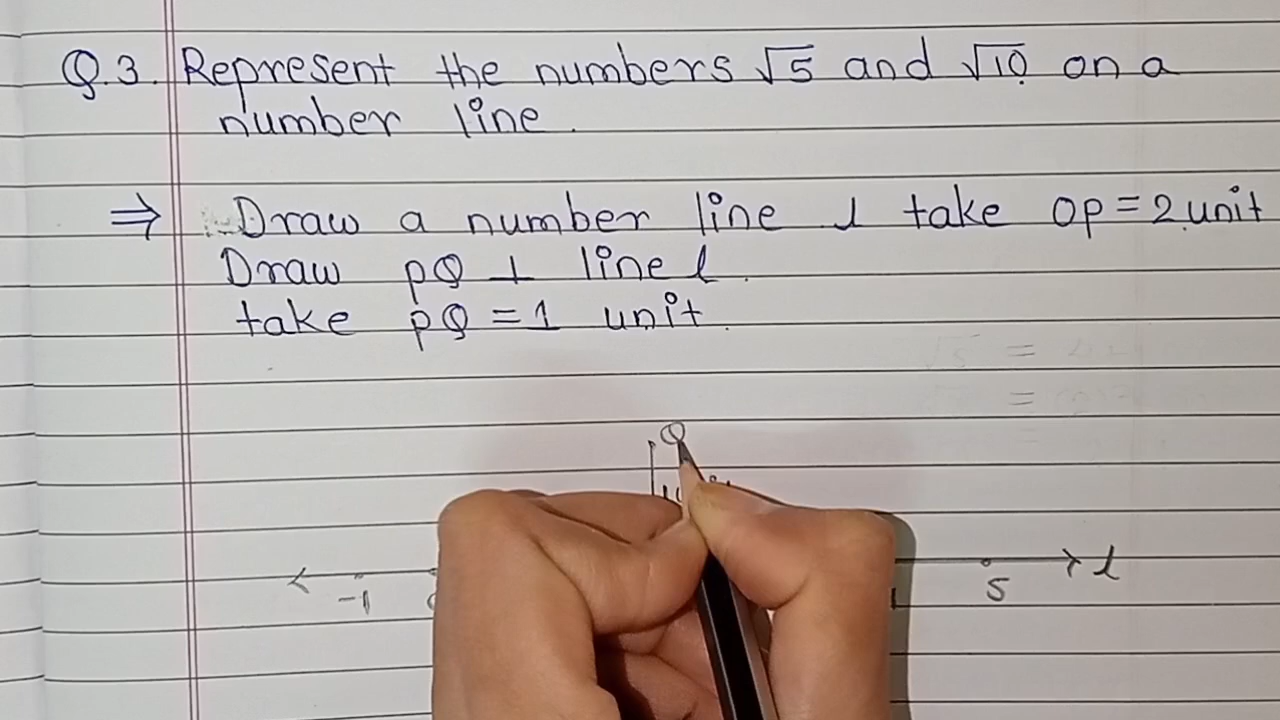 Q.3. Represent the numbers √5 and √10 on a
number line.
⇒ Draw a number line l take OP = 2 unit
Draw PQ ⊥ line l.
take PQ = 1 unit.
√5 =
=
Q
-1 5 l